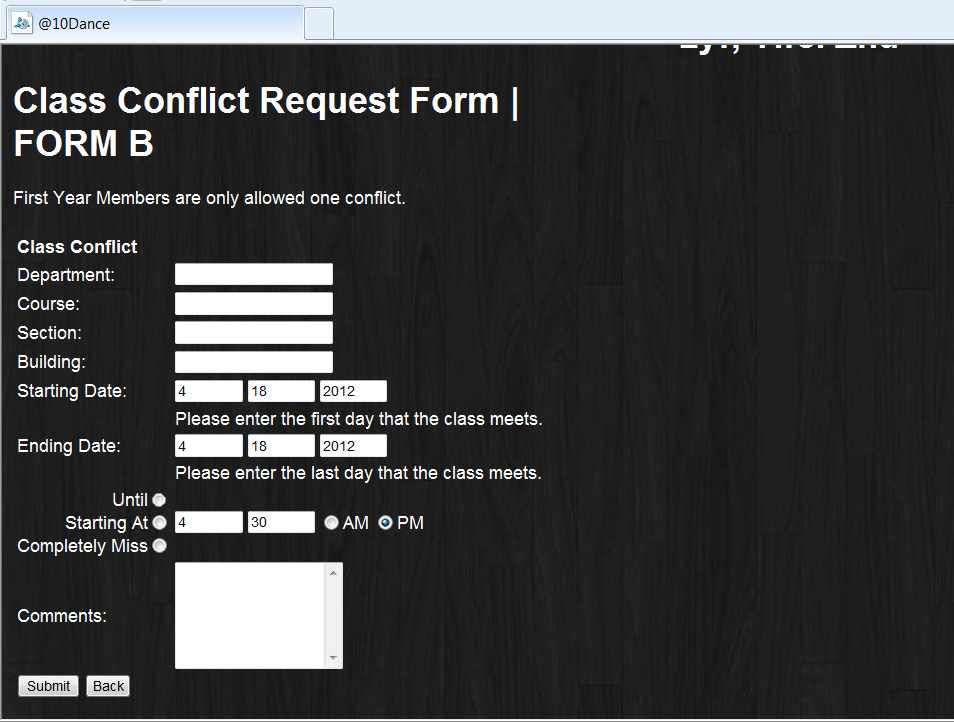 @10Dance
Class Conflict Request Form |
FORM B
First Year Members are only allowed one conflict.
Class Conflict
Department:
Course:
Section:
Building:
Starting Date: 4 18 2012
Please enter the first day that the class meets.
Ending Date: 4 18 2012
Please enter the last day that the class meets.
Until
Starting At 4 30 AM PM
Completely Miss
Comments:
Submit Back